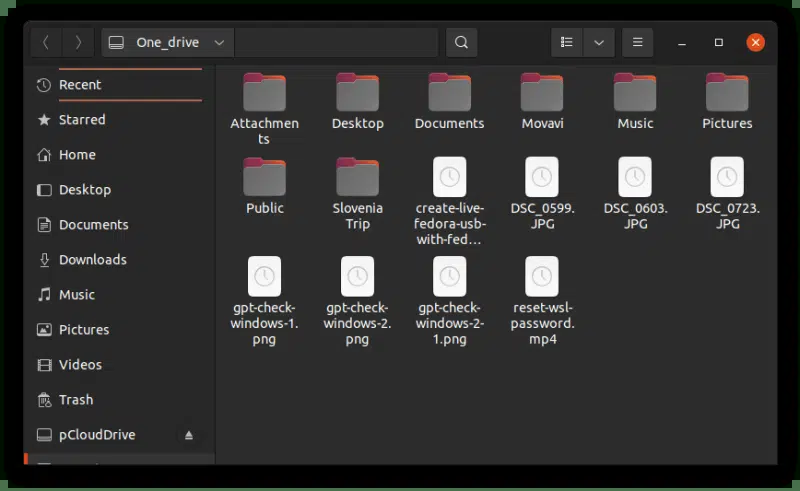 One_drive
Recent
Starred
Home
Desktop
Documents
Downloads
Music
Pictures
Videos
Trash
pCloudDrive
Attachmen
ts
Desktop
Documents
Movavi
Music
Pictures
Public
Slovenia
Trip
create-live-
fedora-usb-
with-fed...
DSC_0599.
JPG
DSC_0603.
JPG
DSC_0723.
JPG
gpt-check-
windows-1.
png
gpt-check-
windows-2.
png
gpt-check-
windows-2-
1.png
reset-wsl-
password.
mp4